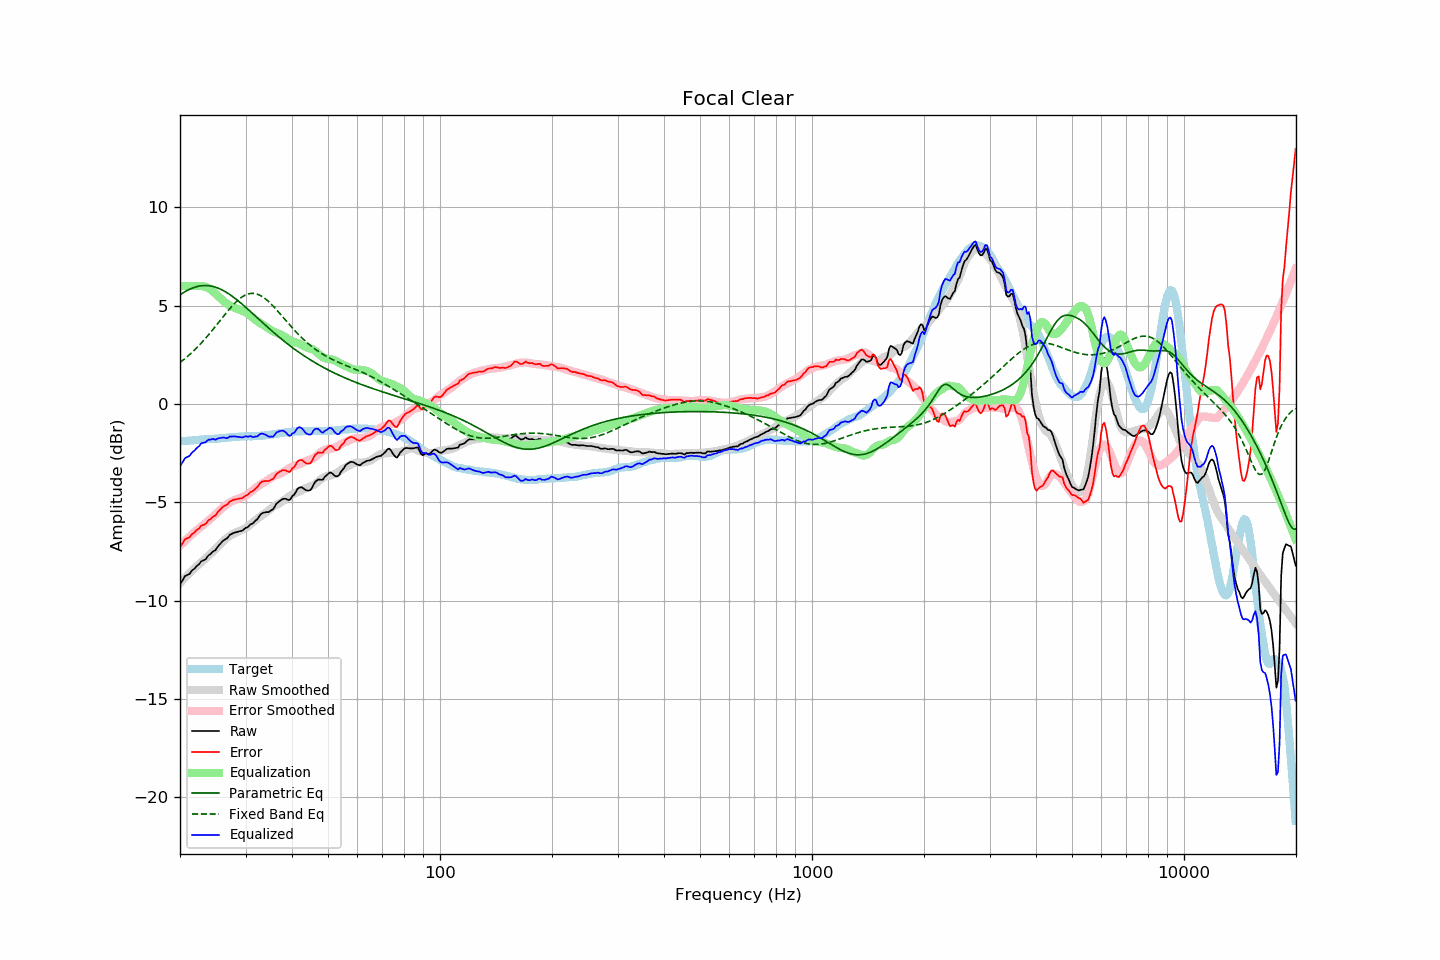 Focal Clear
Amplitude (dBr)
10
5
0
−5
−10
−15
−20
Target
Raw Smoothed
Error Smoothed
Raw
Error
Equalization
Parametric Eq
Fixed Band Eq
Equalized
100
1000
10000
Frequency (Hz)